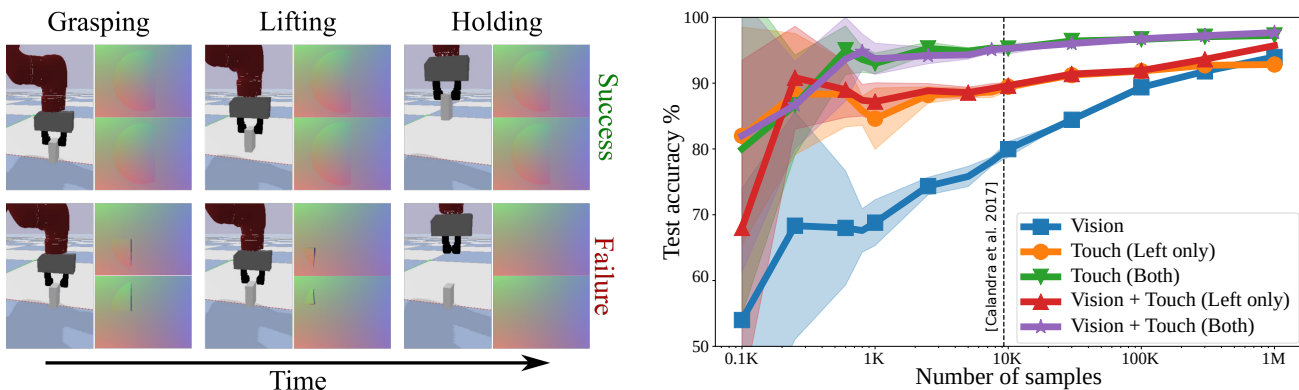 Grasping Lifting Holding
Success
Failure
Time
Test accuracy %
100
90
80
70
60
50
[Calandra et al. 2017]
Vision
Touch (Left only)
Touch (Both)
Vision + Touch (Left only)
Vision + Touch (Both)
0.1K 1K 10K 100K 1M
Number of samples